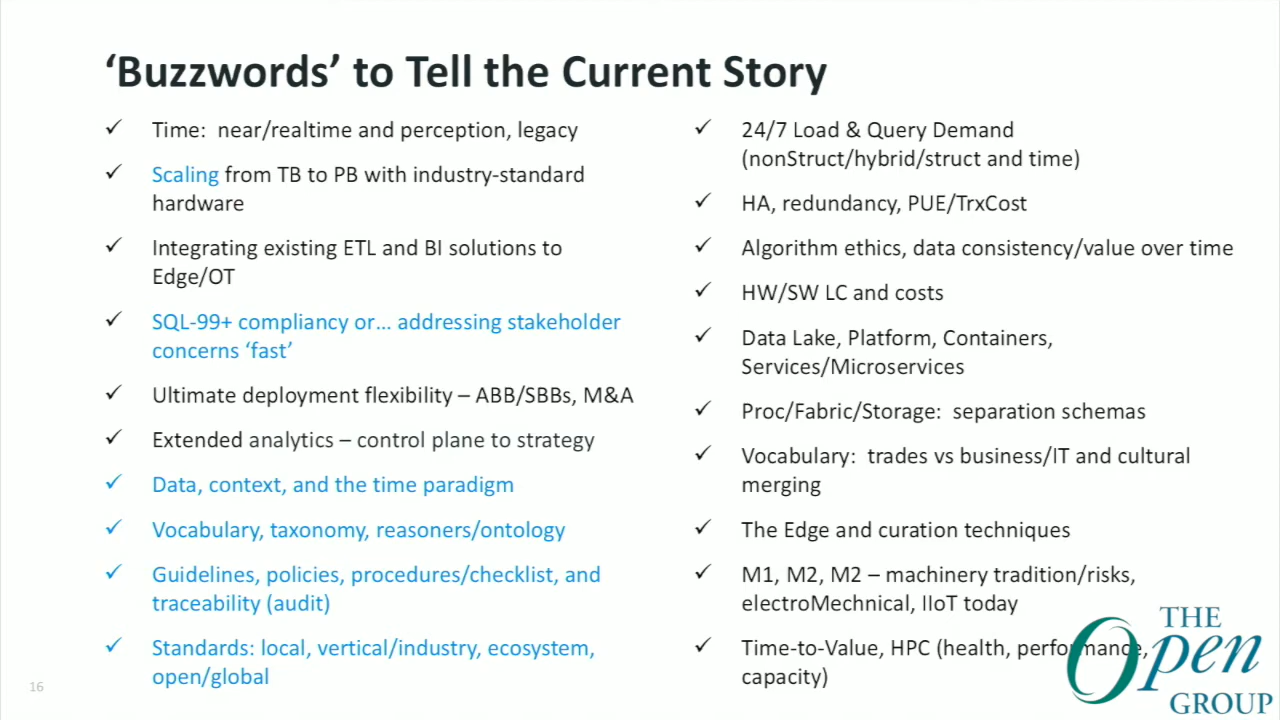 ‘Buzzwords’ to Tell the Current Story
Time: near/realtime and perception, legacy
Scaling from TB to PB with industry-standard
hardware
Integrating existing ETL and BI solutions to
Edge/OT
SQL-99+ compliancy or... addressing stakeholder
concerns ‘fast’
Ultimate deployment flexibility – ABB/SBBs, M&A
Extended analytics – control plane to strategy
Data, context, and the time paradigm
Vocabulary, taxonomy, reasoners/ontology
Guidelines, policies, procedures/checklist, and
traceability (audit)
Standards: local, vertical/industry, ecosystem,
open/global
24/7 Load & Query Demand
(nonStruct/hybrid/struct and time)
HA, redundancy, PUE/TrxCost
Algorithm ethics, data consistency/value over time
HW/SW LC and costs
Data Lake, Platform, Containers,
Services/Microservices
Proc/Fabric/Storage: separation schemas
Vocabulary: trades vs business/IT and cultural
merging
The Edge and curation techniques
M1, M2, M2 – machinery tradition/risks,
electroMechnical, IIoT today
Time-to-Value, HPC (health, performance,
capacity)
16
THE
Open
GROUP